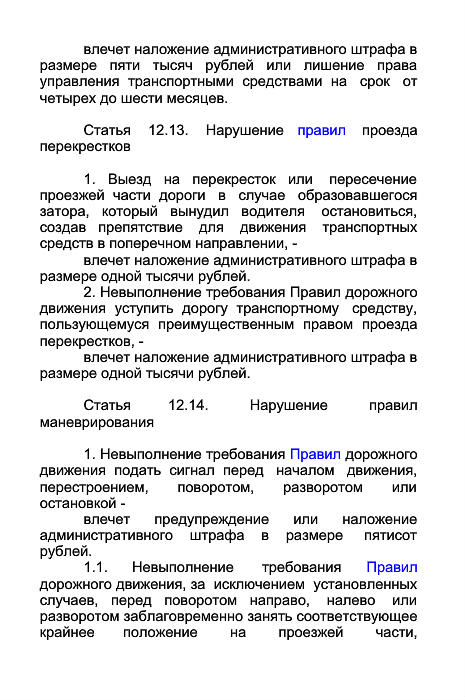 влечет наложение административного штрафа в
размере пяти тысяч рублей или лишение права
управления транспортными средствами на срок от
четырех до шести месяцев.
Статья 12.13. Нарушение правил проезда
перекрестков
1. Выезд на перекресток или пересечение
проезжей части дороги в случае образовавшегося
затора, который вынудил водителя остановиться,
создав препятствие для движения транспортных
средств в поперечном направлении, -
влечет наложение административного штрафа в
размере одной тысячи рублей.
2. Невыполнение требования Правил дорожного
движения уступить дорогу транспортному средству,
пользующемуся преимущественным правом проезда
перекрестков, -
влечет наложение административного штрафа в
размере одной тысячи рублей.
Статья 12.14. Нарушение правил
маневрирования
1. Невыполнение требования Правил дорожного
движения подать сигнал перед началом движения,
перестроением, поворотом, разворотом или
остановкой -
влечет предупреждение или наложение
административного штрафа в размере пятисот
рублей.
1.1. Невыполнение требования Правил
дорожного движения, за исключением установленных
случаев, перед поворотом направо, налево или
разворотом заблаговременно занять соответствующее
крайнее положение на проезжей части,